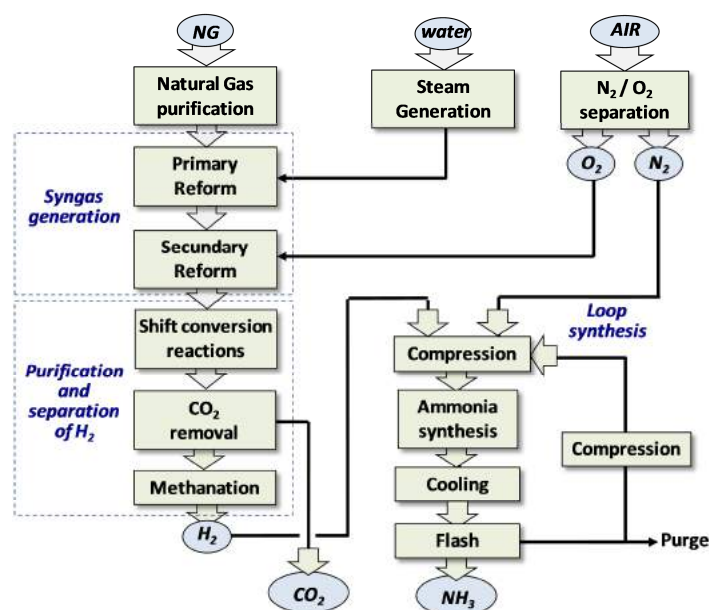 NG
water
AIR
Natural Gas
purification
Steam
Generation
N₂ / O₂
separation
O₂
N₂
Syngas
generation
Primary
Reform
Secundary
Reform
Purification
and
separation
of H₂
Shift conversion
reactions
CO₂
removal
Methanation
H₂
CO₂
Loop
synthesis
Compression
Ammonia
synthesis
Compression
Cooling
Flash
Purge
NH₃